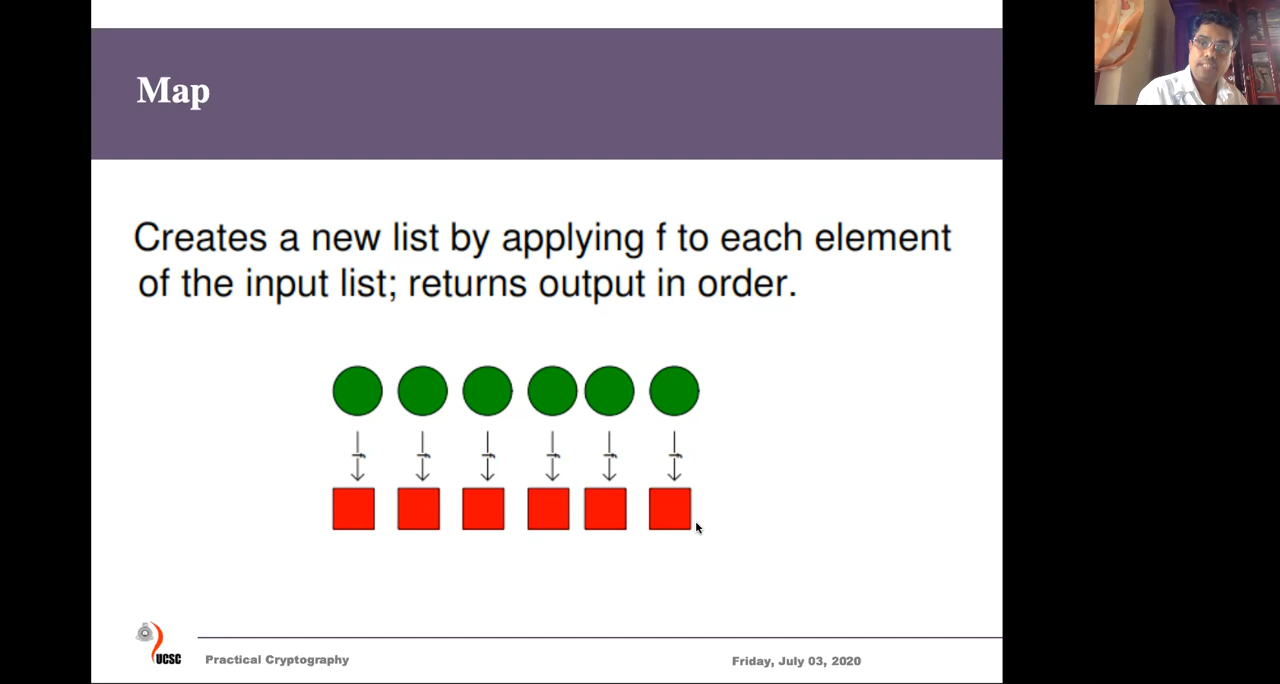 Map
Creates a new list by applying f to each element
of the input list; returns output in order.
f f f f f f
UCSC
Practical Cryptography
Friday, July 03, 2020